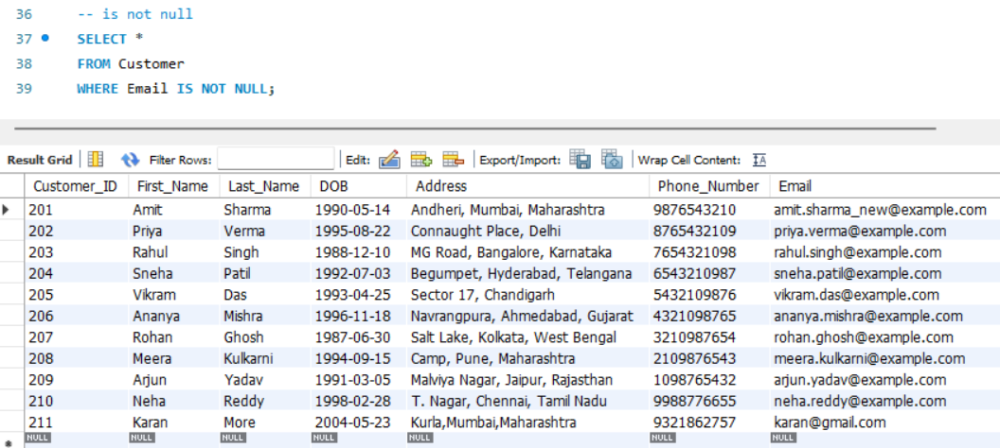 36 -- is not null
37 SELECT *
38 FROM Customer
39 WHERE Email IS NOT NULL;
Result Grid Filter Rows: Edit: Export/Import: Wrap Cell Content: IA
Customer_ID First_Name Last_Name DOB Address Phone_Number Email
201 Amit Sharma 1990-05-14 Andheri, Mumbai, Maharashtra 9876543210 amit.sharma_new@example.com
202 Priya Verma 1995-08-22 Connaught Place, Delhi 8765432109 priya.verma@example.com
203 Rahul Singh 1988-12-10 MG Road, Bangalore, Karnataka 7654321098 rahul.singh@example.com
204 Sneha Patil 1992-07-03 Begumpet, Hyderabad, Telangana 6543210987 sneha.patil@example.com
205 Vikram Das 1993-04-25 Sector 17, Chandigarh 5432109876 vikram.das@example.com
206 Ananya Mishra 1996-11-18 Navrangpura, Ahmedabad, Gujarat 4321098765 ananya.mishra@example.com
207 Rohan Ghosh 1987-06-30 Salt Lake, Kolkata, West Bengal 3210987654 rohan.ghosh@example.com
208 Meera Kulkarni 1994-09-15 Camp, Pune, Maharashtra 2109876543 meera.kulkarni@example.com
209 Arjun Yadav 1991-03-05 Malviya Nagar, Jaipur, Rajasthan 1098765432 arjun.yadav@example.com
210 Neha Reddy 1998-02-28 T. Nagar, Chennai, Tamil Nadu 9988776655 neha.reddy@example.com
211 Karan More 2004-05-23 Kurla,Mumbai,Maharashtra 9321862757 karan@gmail.com
NULL NULL NULL NULL NULL NULL NULL